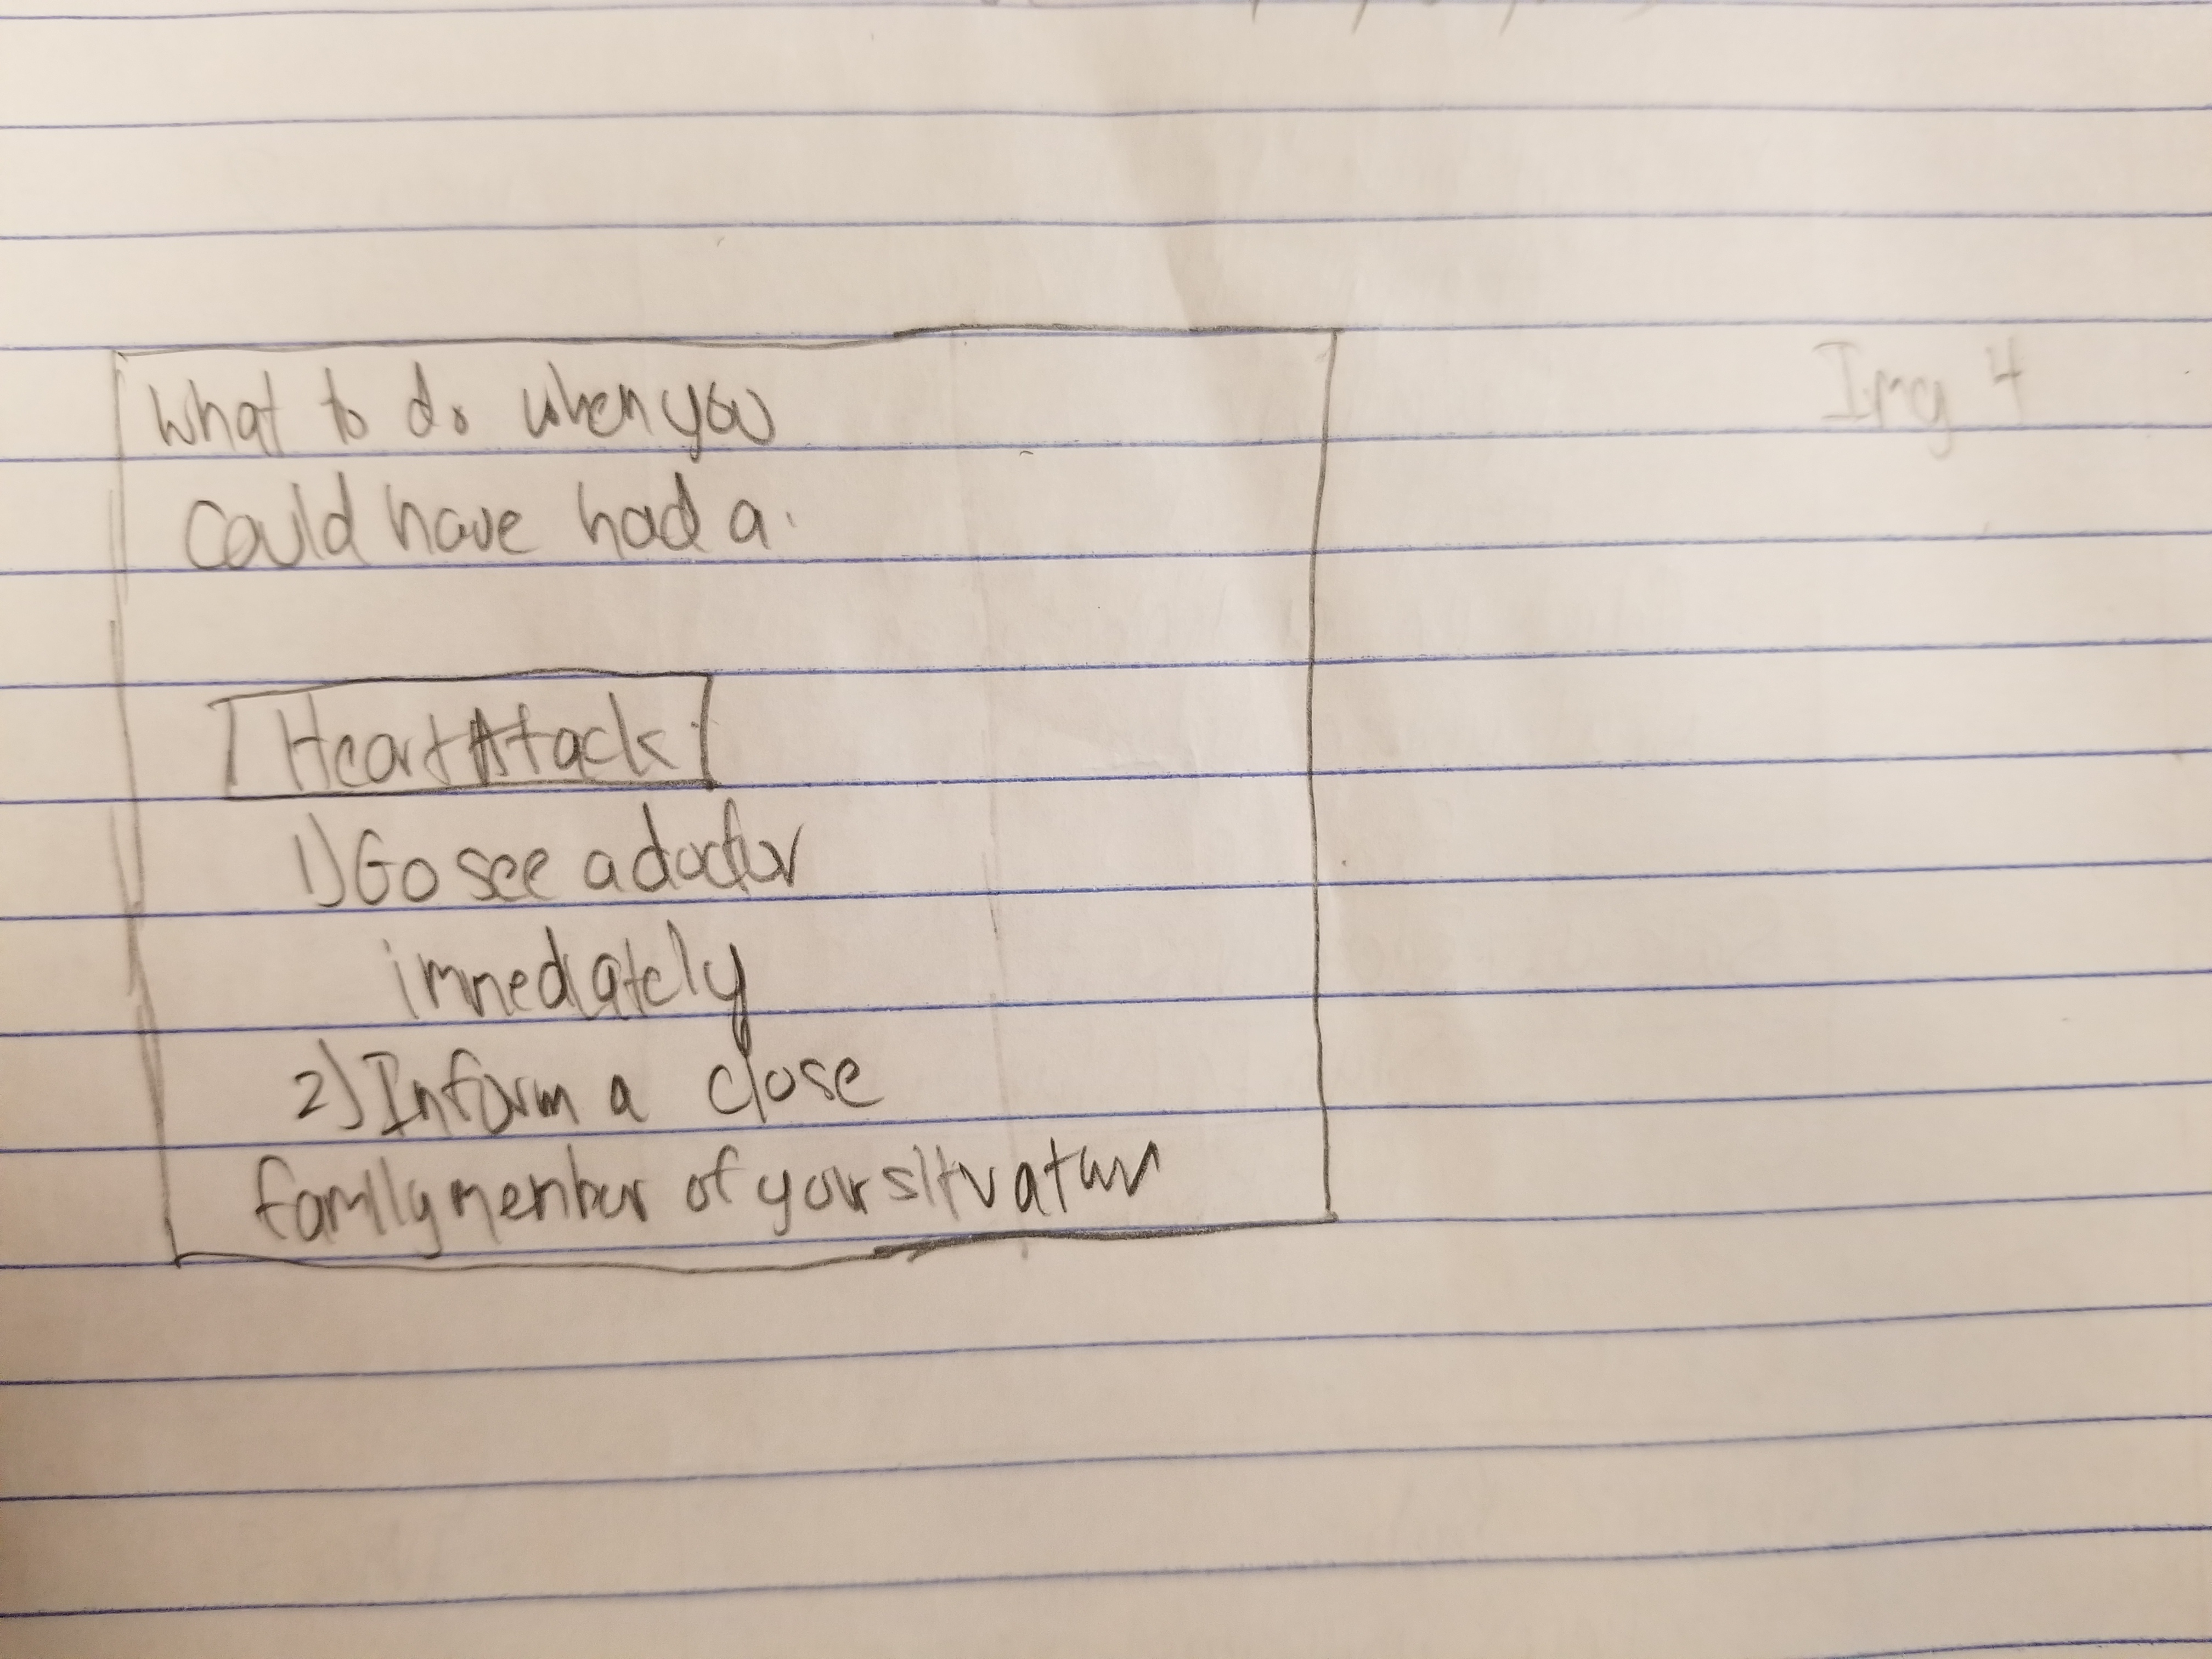 What to do when you
Img 4
could have had a
Heart Attack
1) Go see a doctor
immediately
2) Inform a close
family member of your situation